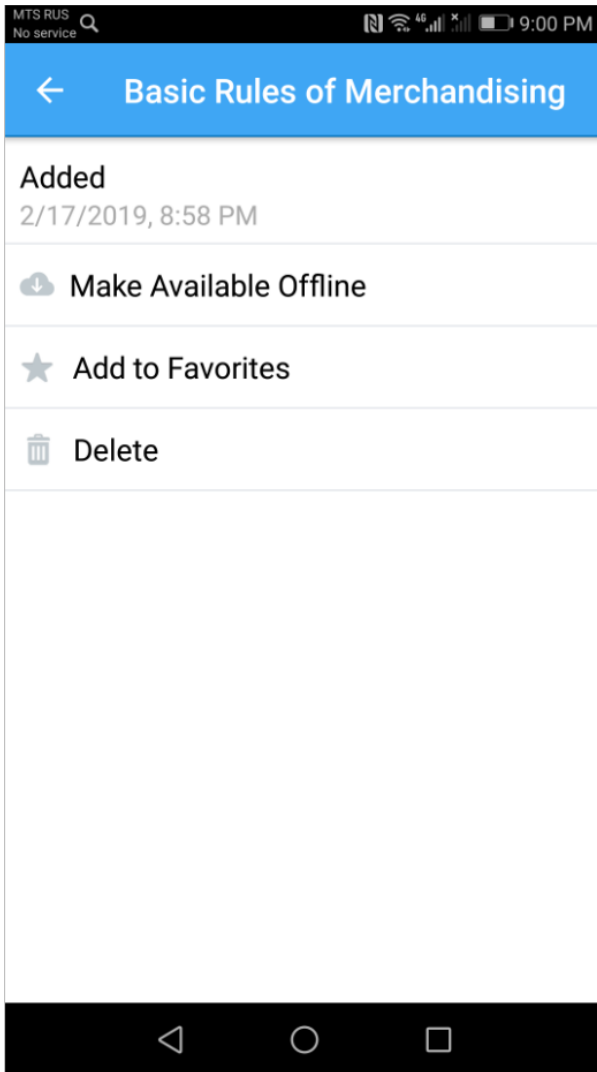 MTS RUS
No service
4G
9:00 PM
Basic Rules of Merchandising
Added
2/17/2019, 8:58 PM
Make Available Offline
Add to Favorites
Delete